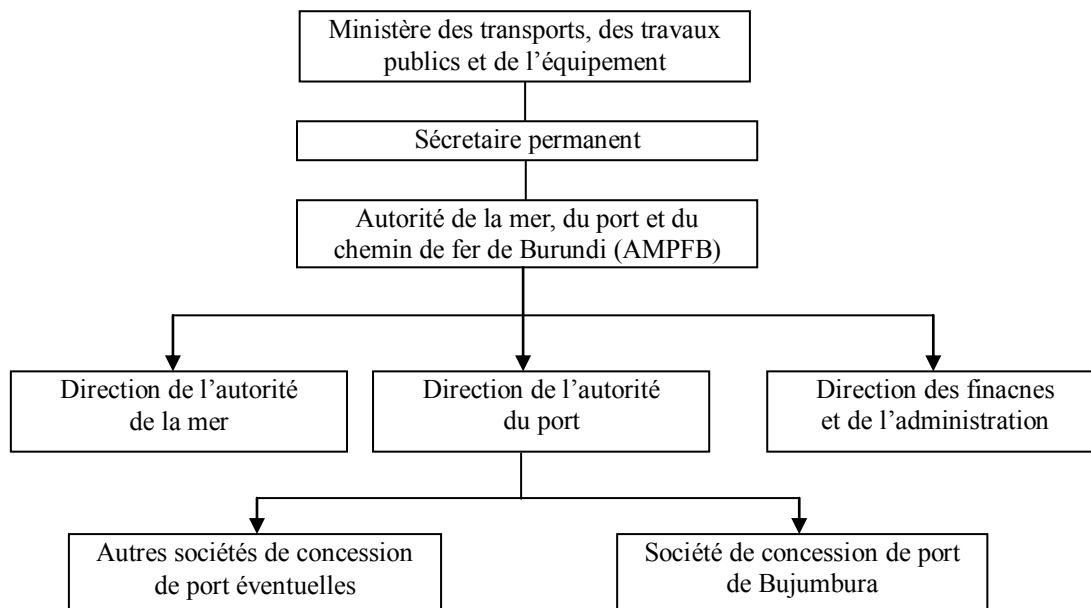 Ministère des transports, des travaux
publics et de l’équipement
Sécretaire permanent
Autorité de la mer, du port et du
chemin de fer de Burundi (AMPFB)
Direction de l’autorité
de la mer
Direction de l’autorité
du port
Direction des finacnes
et de l’administration
Autres sociétés de concession
de port éventuelles
Société de concession de port
de Bujumbura